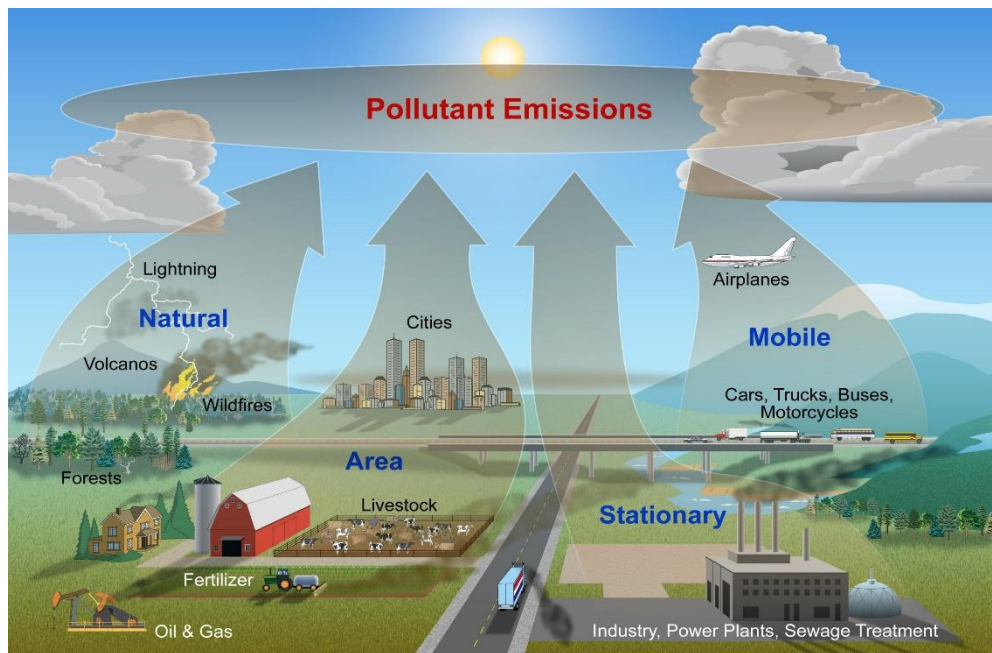 Pollutant Emissions
Lightning
Natural
Volcanos
Wildfires
Forests
Cities
Area
Livestock
Fertilizer
Oil & Gas
Airplanes
Mobile
Cars, Trucks, Buses,
Motorcycles
Stationary
Industry, Power Plants, Sewage Treatment